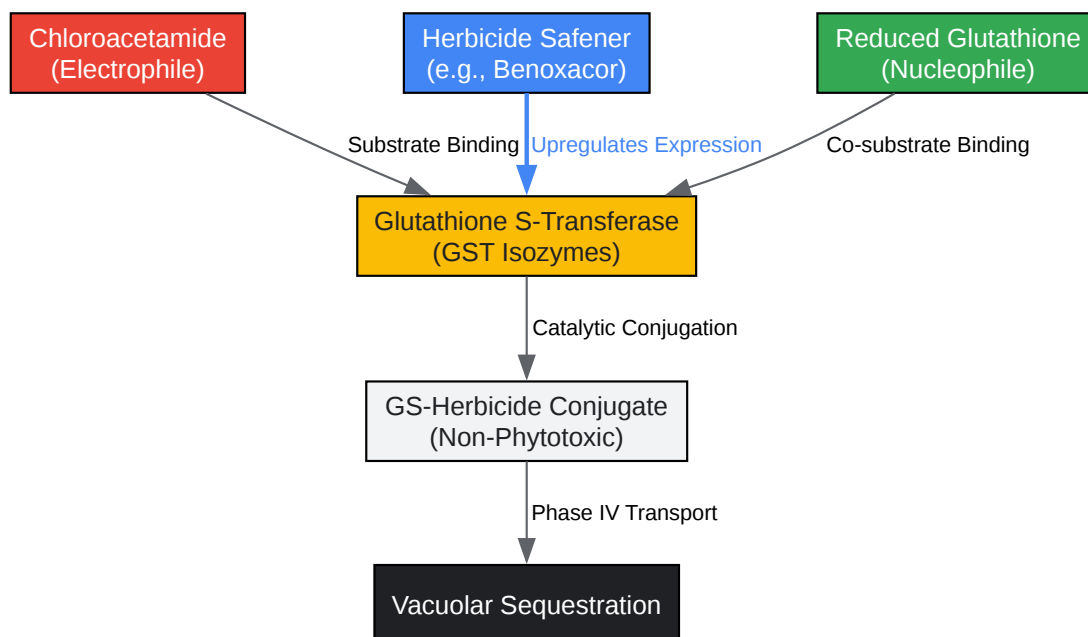 Chloroacetamide
(Electrophile)
Herbicide Safener
(e.g., Benoxacor)
Reduced Glutathione
(Nucleophile)
Substrate Binding
Upregulates Expression
Co-substrate Binding
Glutathione S-Transferase
(GST Isozymes)
Catalytic Conjugation
GS-Herbicide Conjugate
(Non-Phytotoxic)
Phase IV Transport
Vacuolar Sequestration